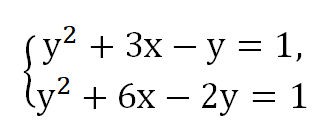 y² + 3x − y = 1,
y² + 6x − 2y = 1